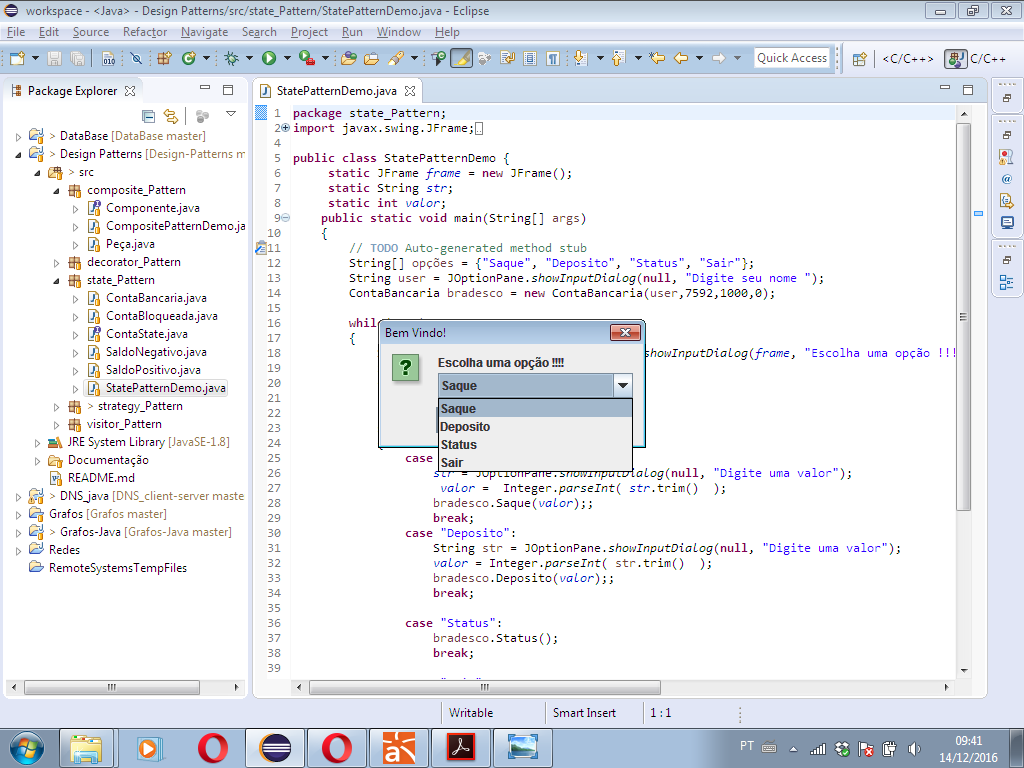 workspace - <Java> - Design Patterns/src/state_Pattern/StatePatternDemo.java - Eclipse
File Edit Source Refactor Navigate Search Project Run Window Help
Quick Access <C/C++> C/C++
Package Explorer
> DataBase [DataBase master]
> Design Patterns [Design-Patterns m
> src
composite_Pattern
Componente.java
CompositePatternDemo.ja
Peça.java
decorator_Pattern
state_Pattern
ContaBancaria.java
ContaBloqueada.java
ContaState.java
SaldoNegativo.java
SaldoPositivo.java
StatePatternDemo.java
> strategy_Pattern
visitor_Pattern
JRE System Library [JavaSE-1.8]
Documentação
README.md
> DNS_java [DNS_client-server maste
Grafos [Grafos master]
> Grafos-Java [Grafos-Java master]
Redes
RemoteSystemsTempFiles
StatePatternDemo.java
1 package state_Pattern;
2 import javax.swing.JFrame;
4
5 public class StatePatternDemo {
6 static JFrame frame = new JFrame();
7 static String str;
8 static int valor;
9 public static void main(String[] args)
10 {
11 // TODO Auto-generated method stub
12 String[] opções = {"Saque", "Deposito", "Status", "Sair"};
13 String user = JOptionPane.showInputDialog(null, "Digite seu nome ");
14 ContaBancaria bradesco = new ContaBancaria(user,7592,1000,0);
15
16
17 {
18 showInputDialog(frame, "Escolha uma opção !!!
19
20
21
22
23
24
25 case
26 str = JOptionPane.showInputDialog(null, "Digite uma valor");
27 valor = Integer.parseInt( str.trim() );
28 bradesco.Saque(valor);;
29 break;
30 case "Deposito":
31 String str = JOptionPane.showInputDialog(null, "Digite uma valor");
32 valor = Integer.parseInt( str.trim() );
33 bradesco.Deposito(valor);;
34 break;
35
36 case "Status":
37 bradesco.Status();
38 break;
39
Bem Vindo!
Escolha uma opção !!!!
Saque
Saque
Deposito
Status
Sair
Writable Smart Insert 1 : 1
PT
09:41
14/12/2016